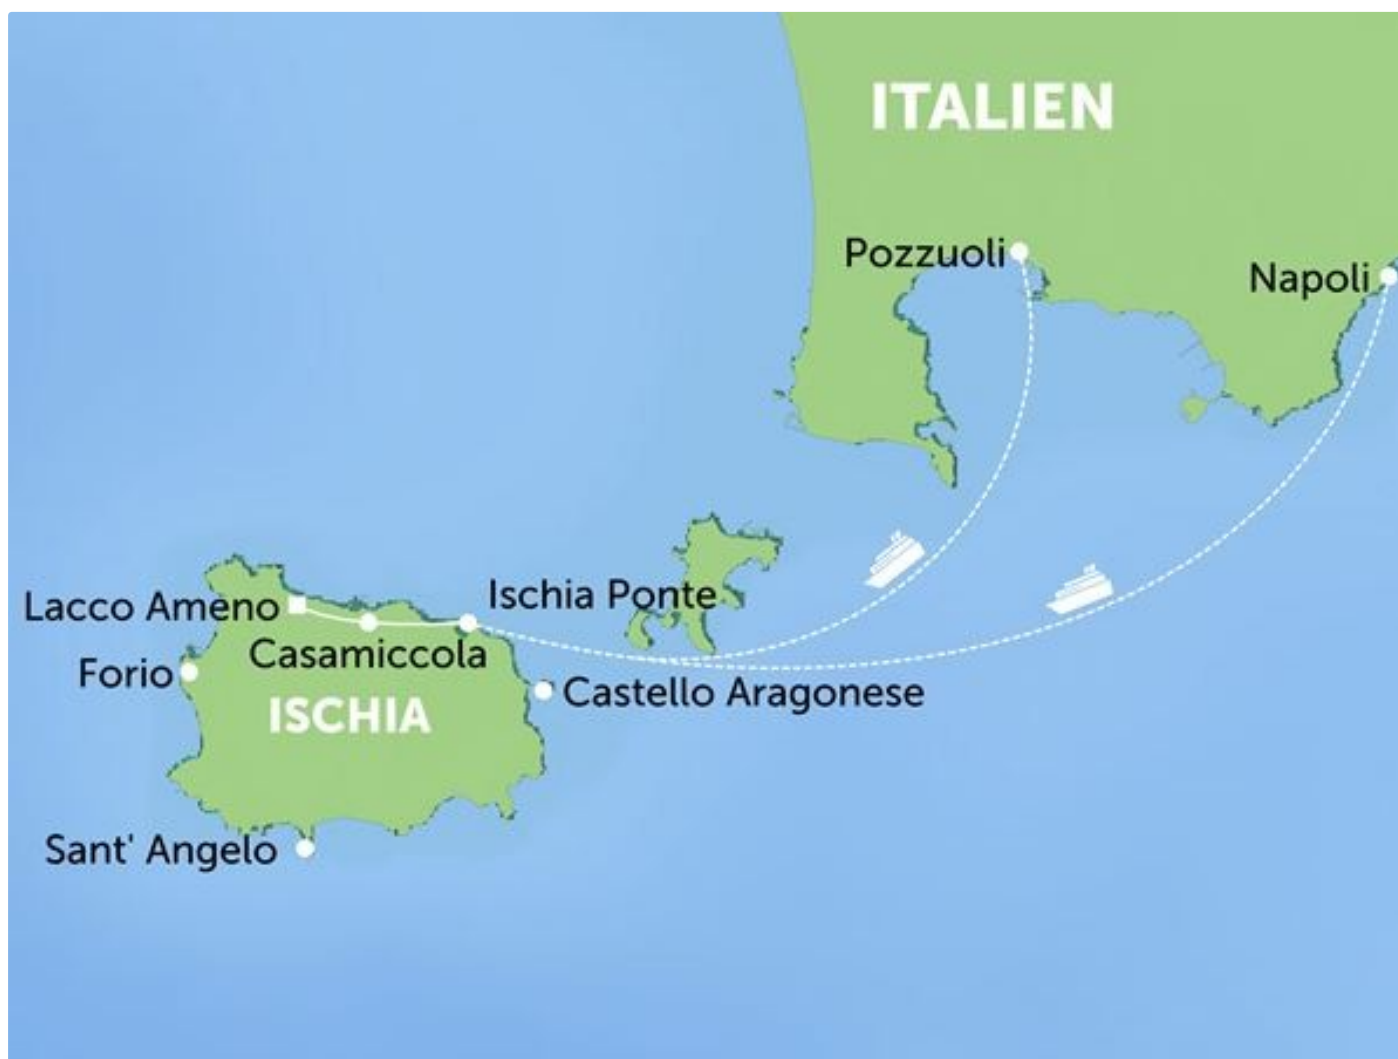 ITALIEN
Pozzuoli
Napoli
Ischia Ponte
Lacco Ameno
Casamiccola
Forio
Castello Aragonese
ISCHIA
Sant' Angelo